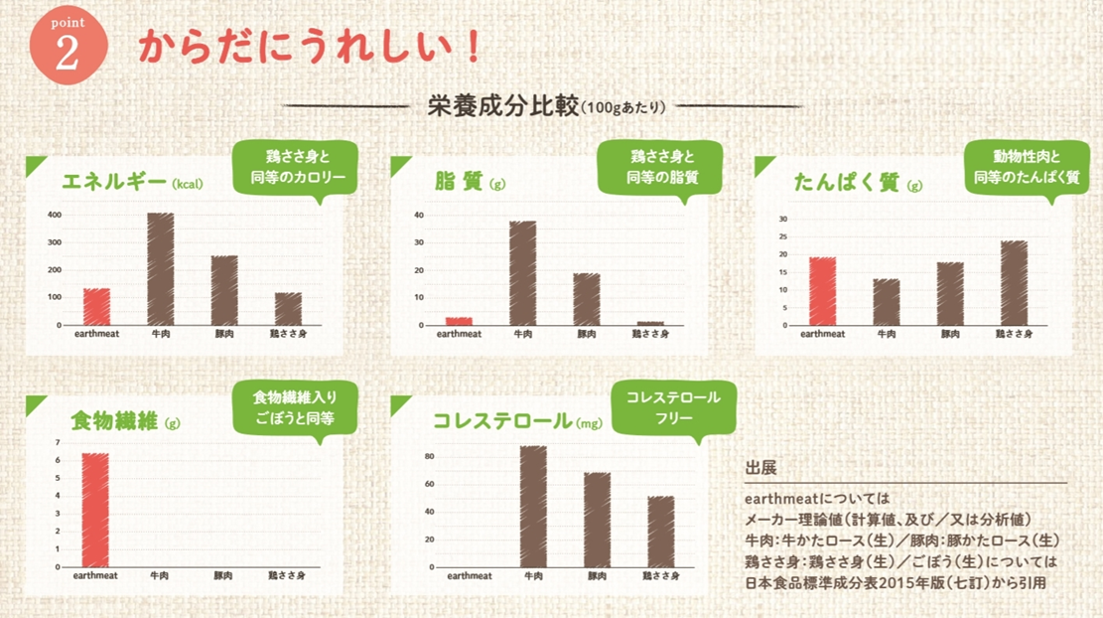 point
2
からだにうれしい！
栄養成分比較(100gあたり)
エネルギー(kcal)
鶏ささ身と
同等のカロリー
400
300
200
100
0
earthmeat 牛肉 豚肉 鶏ささ身
脂質(g)
鶏ささ身と
同等の脂質
40
30
20
10
0
earthmeat 牛肉 豚肉 鶏ささ身
たんぱく質(g)
動物性肉と
同等のたんぱく質
30
25
20
15
10
5
0
earthmeat 牛肉 豚肉 鶏ささ身
食物繊維(g)
食物繊維入り
ごぼうと同等
7
6
5
4
3
2
1
0
earthmeat 牛肉 豚肉 鶏ささ身
コレステロール(mg)
コレステロール
フリー
80
60
40
20
0
earthmeat 牛肉 豚肉 鶏ささ身
出展
earthmeatについては
メーカー理論値(計算値、及び／又は分析値)
牛肉：牛かたロース(生)／豚肉：豚かたロース(生)
鶏ささ身：鶏ささ身(生)／ごぼう(生)については
日本食品標準成分表2015年版(七訂)から引用